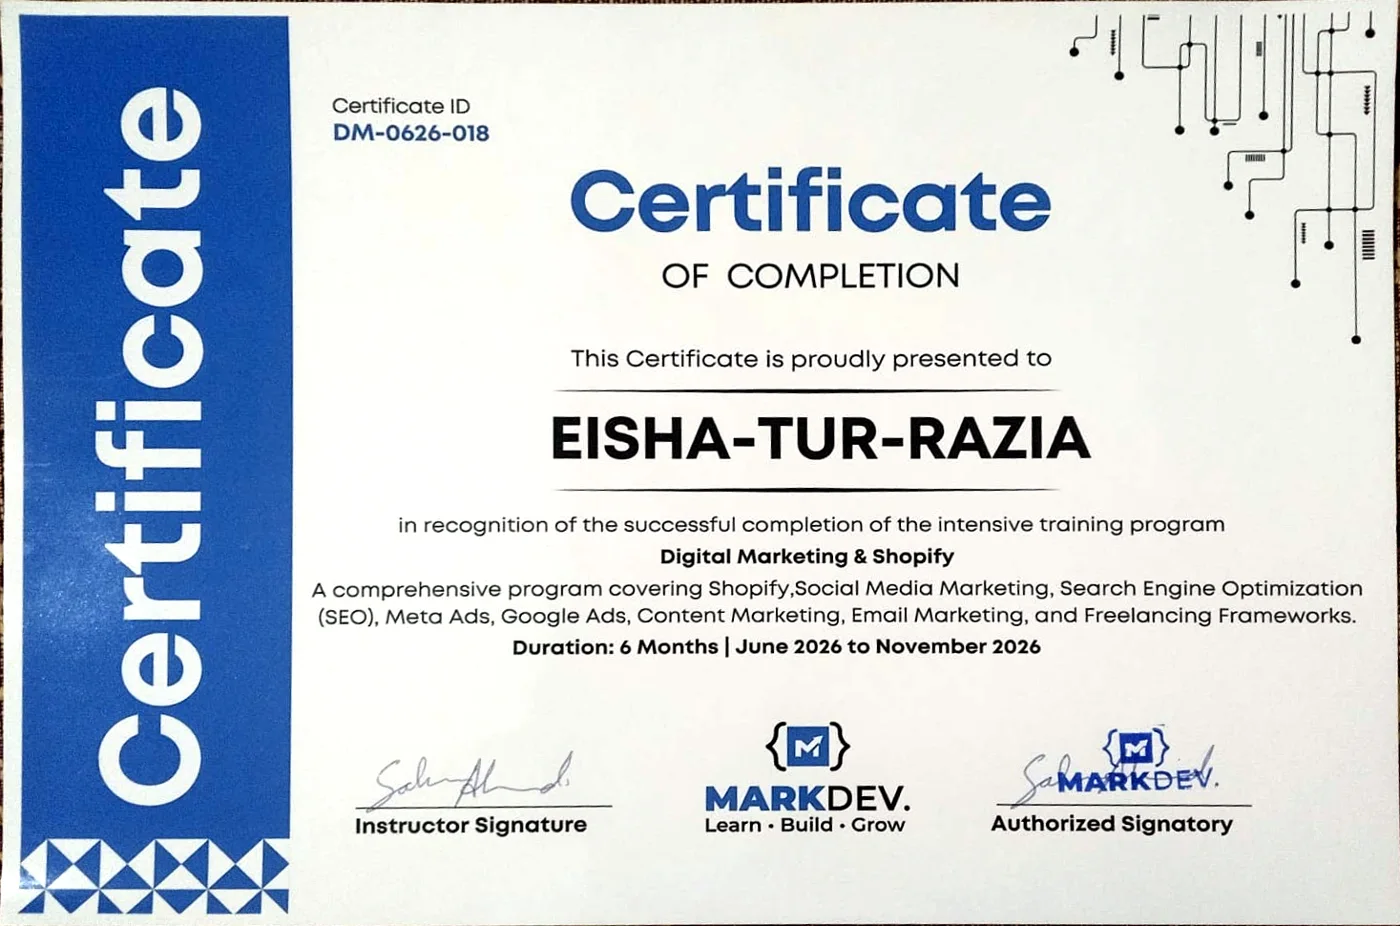 Certificate
Certificate ID
DM-0626-018
Certificate
OF COMPLETION
This Certificate is proudly presented to
EISHA-TUR-RAZIA
in recognition of the successful completion of the intensive training program
Digital Marketing & Shopify
A comprehensive program covering Shopify,Social Media Marketing, Search Engine Optimization
(SEO), Meta Ads, Google Ads, Content Marketing, Email Marketing, and Freelancing Frameworks.
Duration: 6 Months | June 2026 to November 2026
Instructor Signature
MARKDEV.
Learn • Build • Grow
MARKDEV.
Authorized Signatory